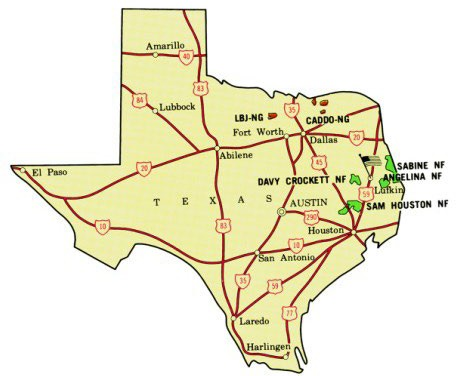 Amarillo
40
83
84
Lubbock
LBJ-NG
35
CADDO-NG
Fort Worth
Dallas
20
Abilene
20
45
SABINE NF
ANGELINA NF
El Paso
DAVY CROCKETT NF
59
Lufkin
T E X A S
AUSTIN
SAM HOUSTON NF
290
10
83
Houston
10
San Antonio
35
59
77
Laredo
Harlingen